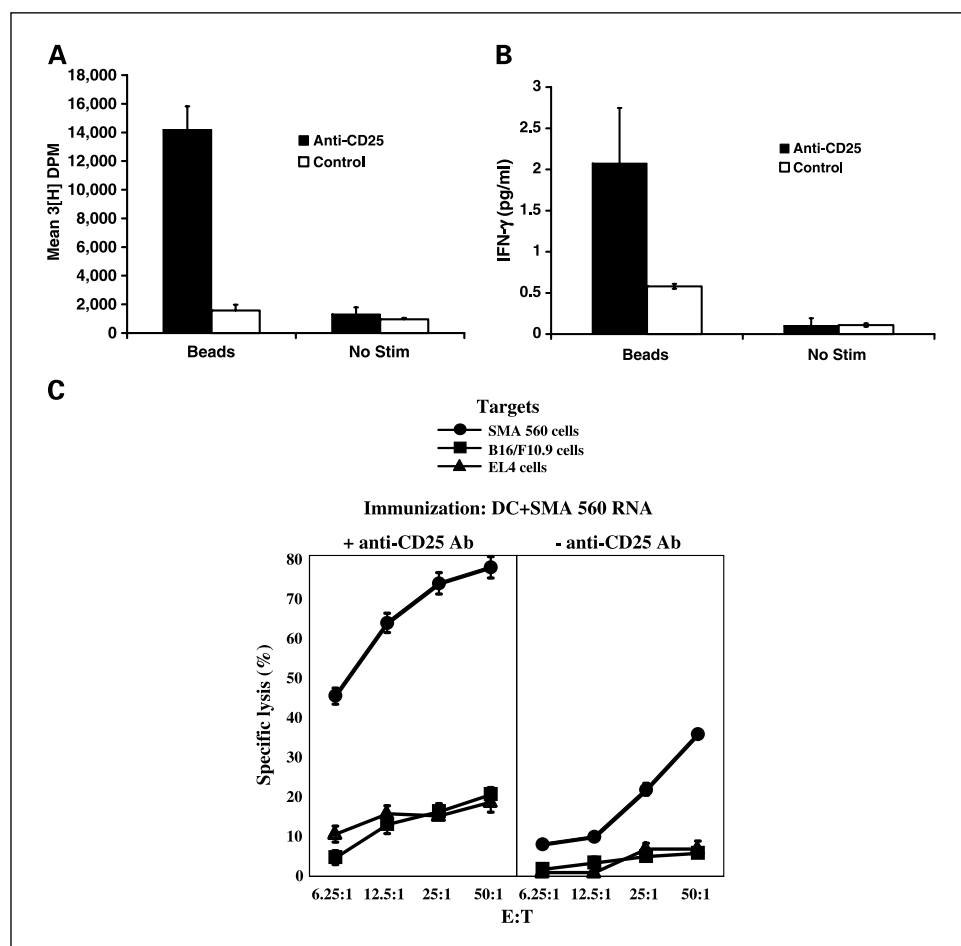 A
18,000
16,000
14,000
12,000
10,000
8,000
6,000
4,000
2,000
0
Mean 3[H] DPM
Anti-CD25
Control
Beads
No Stim
B
3
2.5
2
1.5
1
0.5
0
IFN-γ (pg/ml)
Anti-CD25
Control
Beads
No Stim
C
Targets
SMA 560 cells
B16/F10.9 cells
EL4 cells
Immunization: DC+SMA 560 RNA
+ anti-CD25 Ab
- anti-CD25 Ab
80
70
60
50
40
30
20
10
0
Specific lysis (%)
6.25:1 12.5:1 25:1 50:1 6.25:1 12.5:1 25:1 50:1
E:T